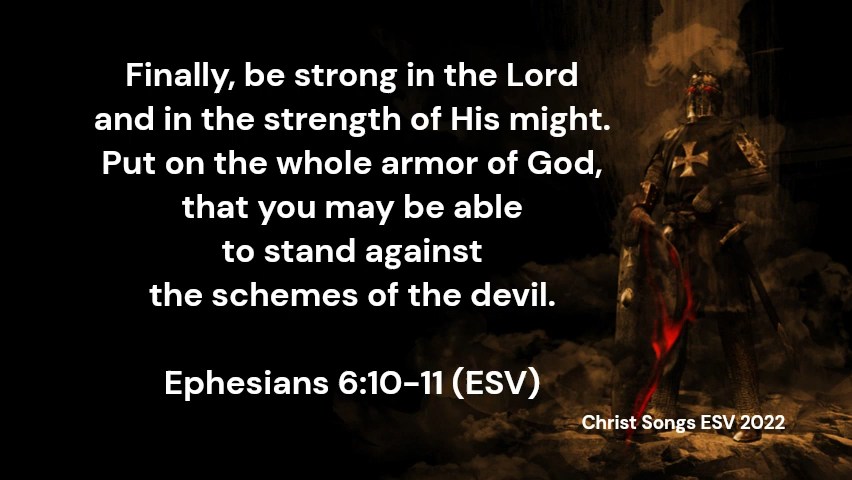 Finally, be strong in the Lord
and in the strength of His might.
Put on the whole armor of God,
that you may be able
to stand against
the schemes of the devil.
Ephesians 6:10-11 (ESV)
Christ Songs ESV 2022